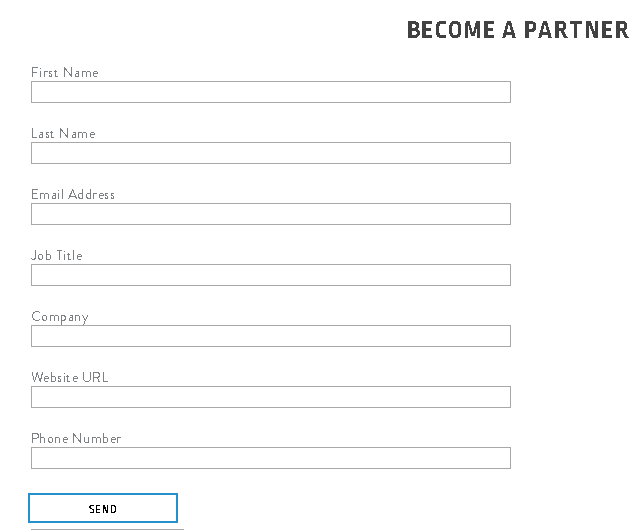 BECOME A PARTNER
First Name
Last Name
Email Address
Job Title
Company
Website URL
Phone Number
SEND